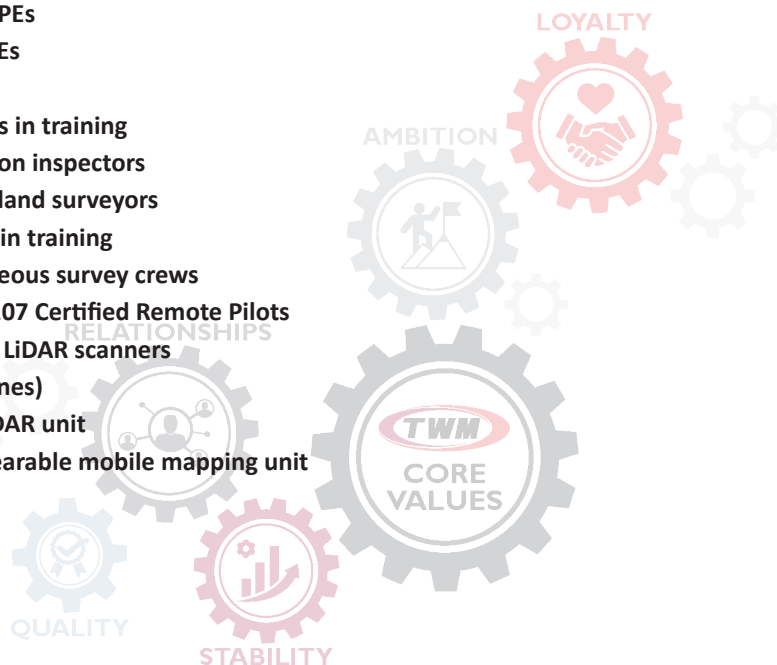 PEs
Es
LOYALTY
s in training
AMBITION
on inspectors
land surveyors
in training
eous survey crews
107 Certified Remote Pilots
RELATIONSHIPS
LiDAR scanners
nes)
DAR unit
TWM
earable mobile mapping unit
CORE
VALUES
QUALITY
STABILITY